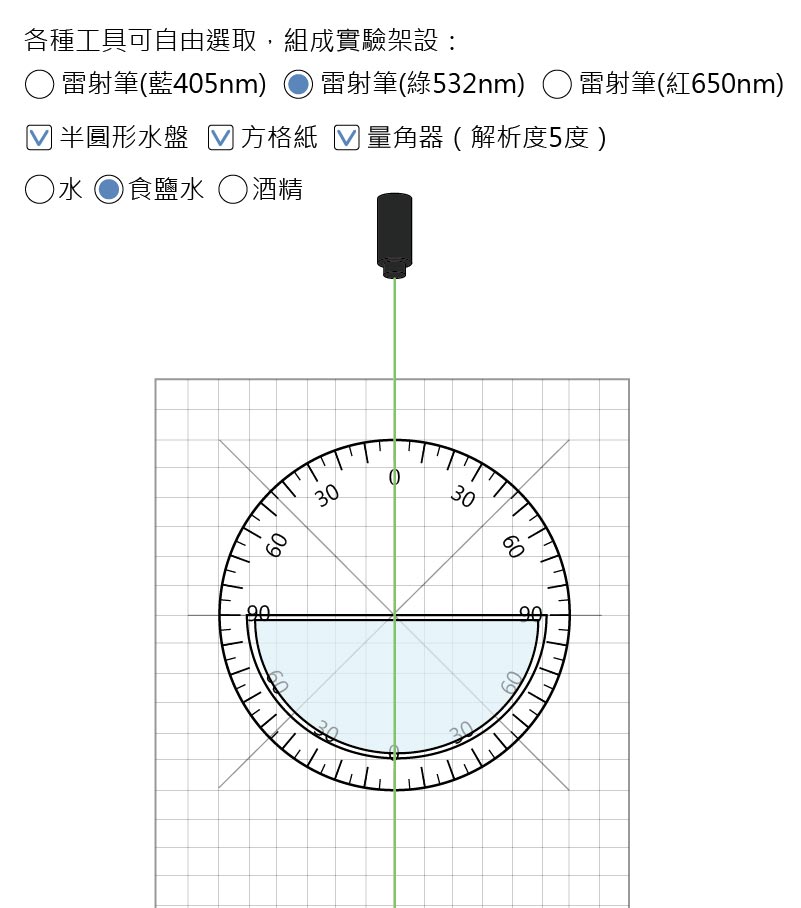 各種工具可自由選取，組成實驗架設：
雷射筆(藍405nm) 雷射筆(綠532nm) 雷射筆(紅650nm)
半圓形水盤 方格紙 量角器（解析度5度）
水 食鹽水 酒精
0
30 30
60 60
90 90
60 60
30 30
0